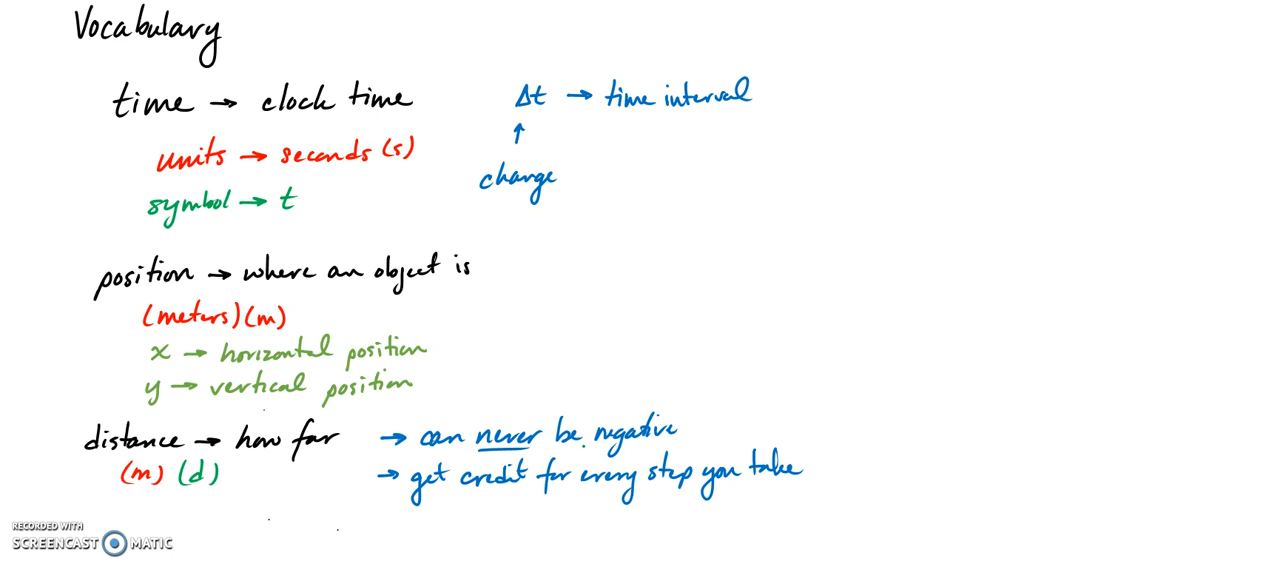 Vocabulary
time → clock time
Δt → time interval
↑
change
units → seconds (s)
symbol → t
position → where an object is
(meters) (m)
x → horizontal position
y → vertical position
distance → how far
→ can never be negative
(m) (d)
→ get credit for every step you take
RECORDED WITH
SCREENCAST MATIC